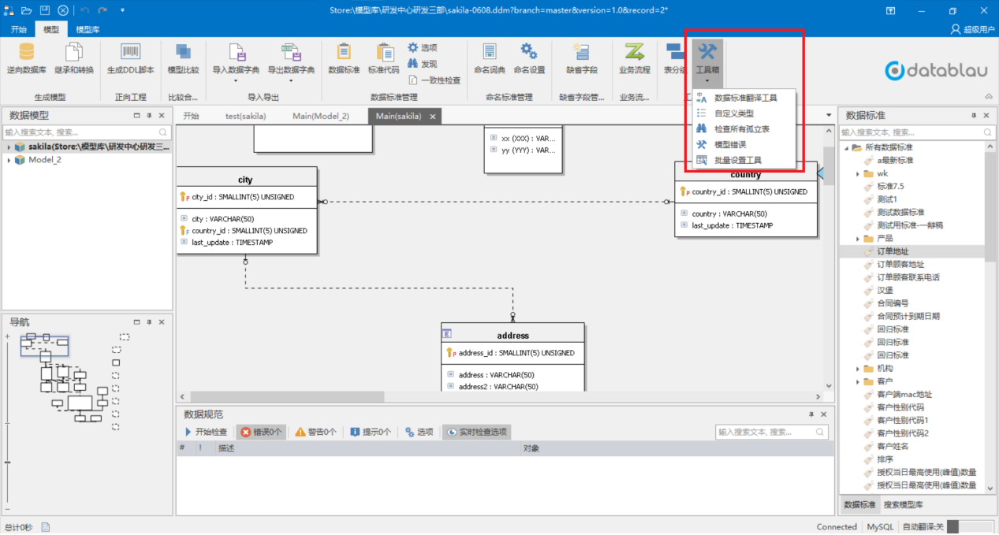 Store:\模型库\研发中心研发三部\sakila-0608.ddm?branch=master&version=1.0&record=2*
开始 模型 模型库
超级用户
逆向数据库 继承和转换 生成DDL脚本 模型比较 导入数据字典 导出数据字典 数据标准 标准代码 选项 发现 一致性检查 命名词典 命名设置 缺省字段 业务流程 表分组 工具箱
生成模型 正向工程 比较合... 导入导出 数据标准管理 命名标准管理 缺省字段管... 业务流...
datablau
数据标准翻译工具
自定义类型
检查所有孤立表
模型错误
批量设置工具
数据模型
输入搜索文本, 搜索...
sakila(Store:\模型库\研发中心研发三...
Model_2
导航
开始 test(sakila) Main(Model_2) Main(sakila)
xx (XXX) : VAR...
yy (YYY) : VAR...
city
city_id : SMALLINT(5) UNSIGNED
city : VARCHAR(50)
country_id : SMALLINT(5) UNSIGNED
last_update : TIMESTAMP
country
country_id : SMALLINT(5) UNSIGNED
country : VARCHAR(50)
last_update : TIMESTAMP
address
address_id : SMALLINT(5) UNSIGNED
address : VARCHAR(50)
address2 : VARCHAR(50)
数据规范
开始检查 错误0个 警告0个 提示0个 选项 实时检查选项 输入搜索文本, 搜索...
# ! 描述 对象
数据标准
输入搜索文本, 搜索...
所有数据标准
a最新标准
wk
标准7.5
测试1
测试数据标准
测试用标准-一辩稿
产品
订单地址
订单顾客地址
订单顾客联系电话
汉堡
合同编号
合同预计到期日期
回归标准
回归标准
回归标准
机构
客户
客户端mac地址
客户性别代码
客户性别代码1
客户性别代码2
客户姓名
排序
授权当日最高使用(峰值)数量
授权当日最高使用(峰值)数量
数据标准 搜索模型库
总计0秒
Connected MySQL 自动翻译:关